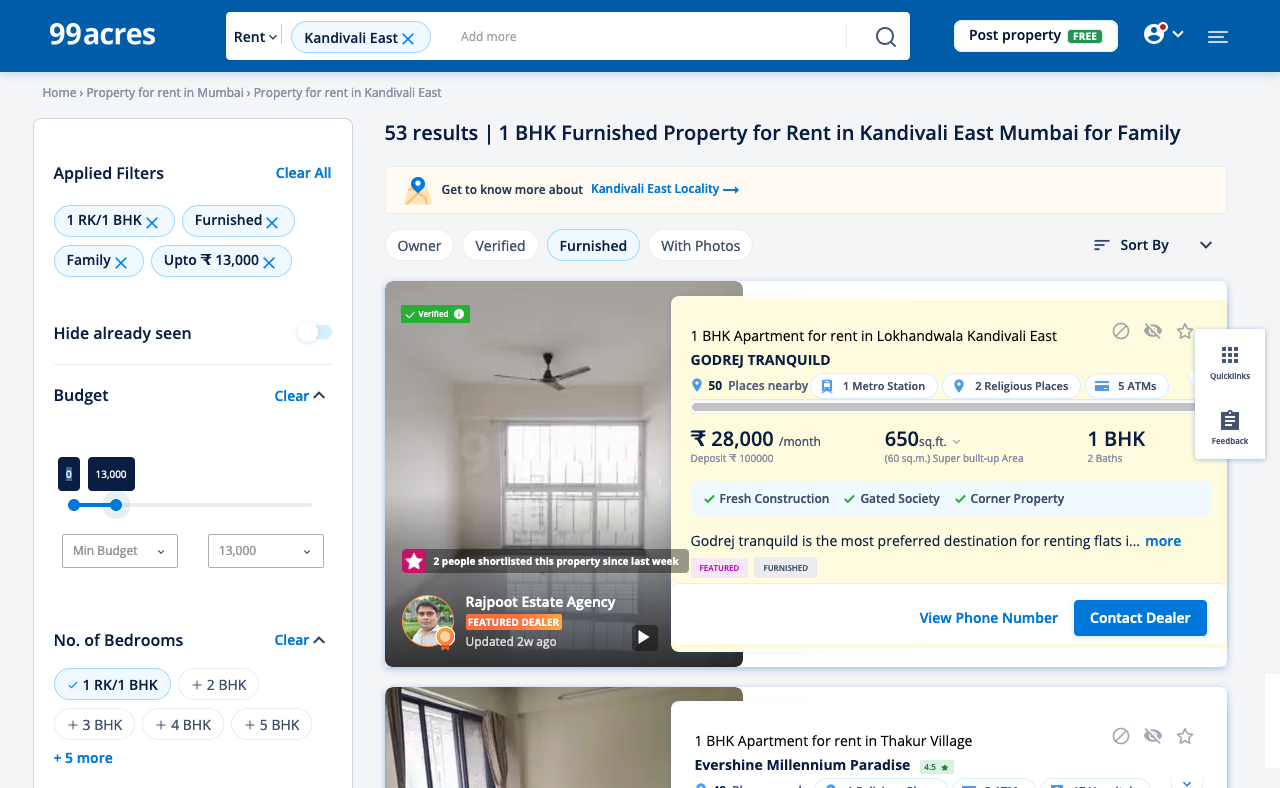 99acres
Rent
Kandivali East
Add more
Post property FREE
Home › Property for rent in Mumbai › Property for rent in Kandivali East
Applied Filters
Clear All
1 RK/1 BHK
Furnished
Family
Upto ₹ 13,000
Hide already seen
Budget
Clear
0
13,000
Min Budget
13,000
No. of Bedrooms
Clear
1 RK/1 BHK
+ 2 BHK
+ 3 BHK
+ 4 BHK
+ 5 BHK
+ 5 more
53 results | 1 BHK Furnished Property for Rent in Kandivali East Mumbai for Family
Get to know more about Kandivali East Locality
Owner
Verified
Furnished
With Photos
Sort By
Verified
2 people shortlisted this property since last week
Rajpoot Estate Agency
FEATURED DEALER
Updated 2w ago
1 BHK Apartment for rent in Lokhandwala Kandivali East
GODREJ TRANQUILD
50 Places nearby
1 Metro Station
2 Religious Places
5 ATMs
₹ 28,000 /month
Deposit ₹ 100000
650 sq.ft.
(60 sq.m.) Super built-up Area
1 BHK
2 Baths
Fresh Construction
Gated Society
Corner Property
Godrej tranquild is the most preferred destination for renting flats i... more
FEATURED
FURNISHED
View Phone Number
Contact Dealer
Quicklinks
Feedback
1 BHK Apartment for rent in Thakur Village
Evershine Millennium Paradise
4.5